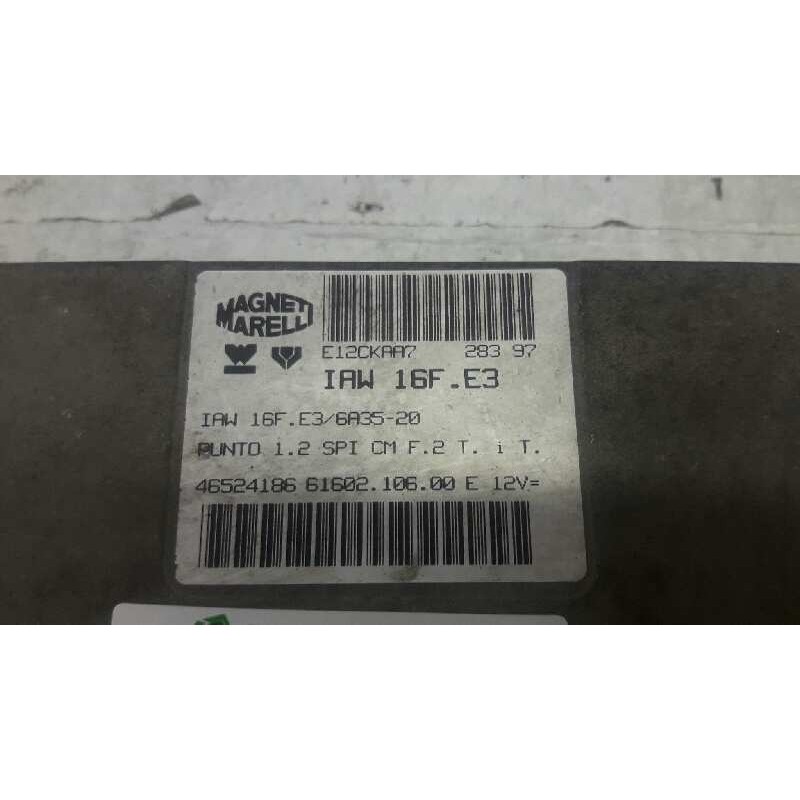 MAGNETI
MARELLI
E12CKAA7 283 97
IAW 16F.E3
IAW 16F.E3/6A35-20
PUNTO 1.2 SPI CM F.2 T. i T.
46524186 61602.106.00 E 12V=